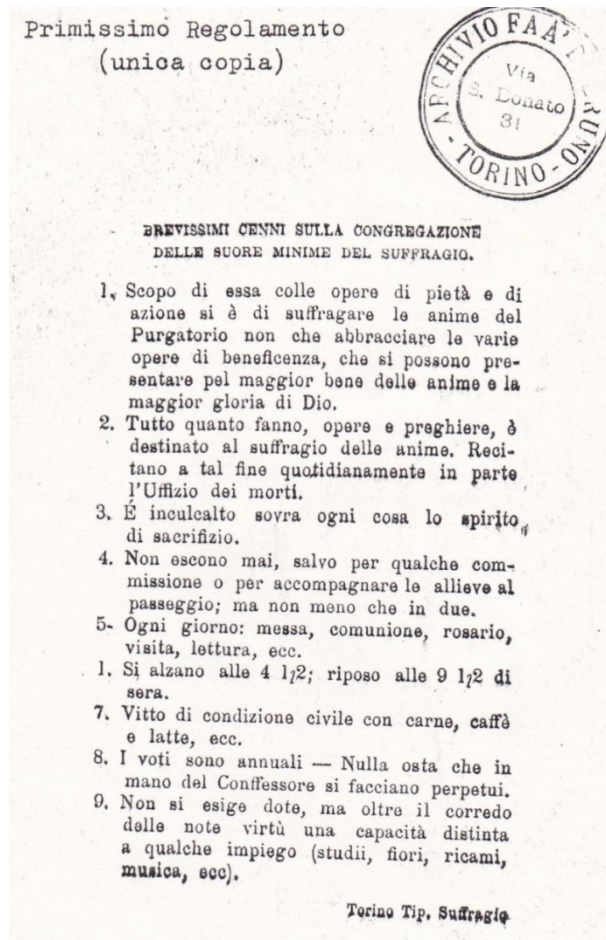 Primissimo Regolamento
(unica copia)
ARCHIVIO FAA' BRUNO - TORINO -
Via
S. Donato
31
BREVISSIMI CENNI SULLA CONGREGAZIONE
DELLE SUORE MINIME DEL SUFFRAGIO.
1. Scopo di essa colle opere di pietà e di
azione si è di suffragare le anime del
Purgatorio non che abbracciare le varie
opere di beneficenza, che si possono pre-
sentare pel maggior bene delle anime e la
maggior gloria di Dio.
2. Tutto quanto fanno, opere e preghiere, è
destinato al suffragio delle anime. Reci-
tano a tal fine quotidianamente in parte
l'Uffizio dei morti.
3. É inculcalto sovra ogni cosa lo spirito
di sacrifizio.
4. Non escono mai, salvo per qualche com-
missione o per accompagnare le allieve al
passeggio; ma non meno che in due.
5- Ogni giorno: messa, comunione, rosario,
visita, lettura, ecc.
1. Si alzano alle 4 1/2; riposo alle 9 1/2 di
sera.
7. Vitto di condizione civile con carne, caffè
e latte, ecc.
8. I voti sono annuali — Nulla osta che in
mano del Conffessore si facciano perpetui.
9. Non si esige dote, ma oltre il corredo
delle note virtù una capacità distinta
a qualche impiego (studii, fiori, ricami,
musica, ecc).
Torino Tip. Suffragio